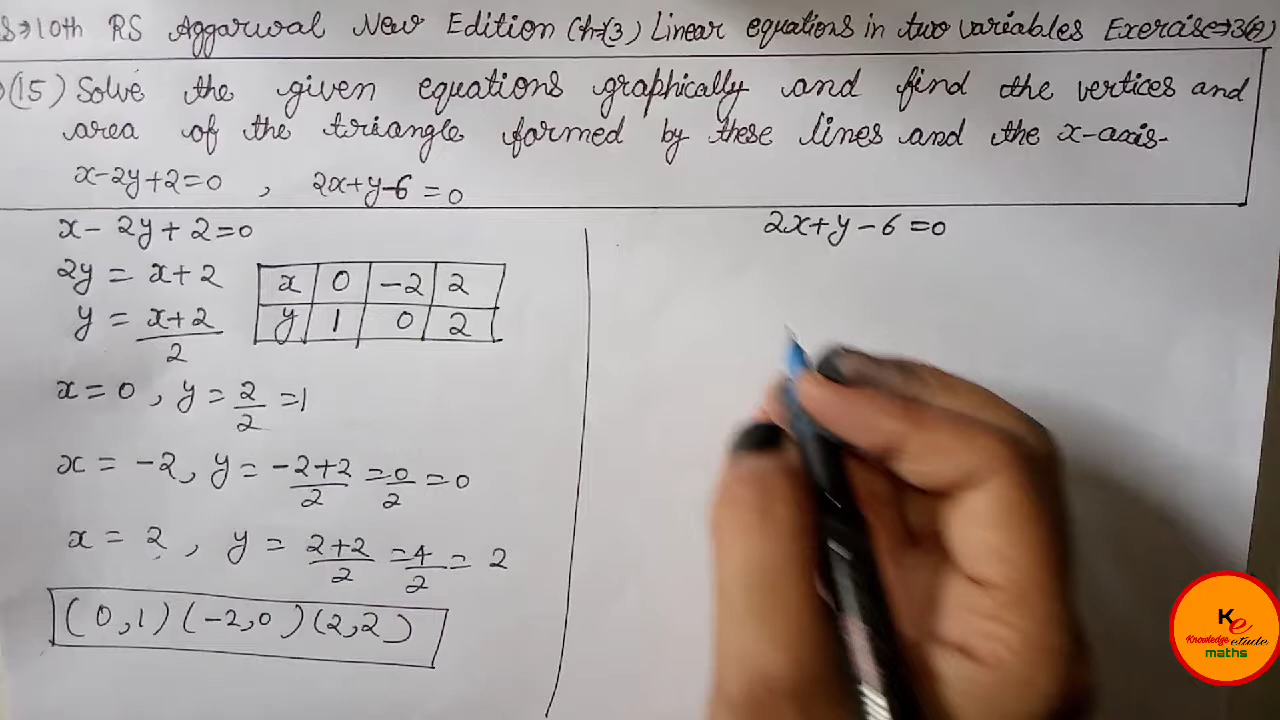 S→10th RS Aggarwal New Edition Ch→(3) Linear equations in two variables Exercise→3(A)
(15) Solve the given equations graphically and find the vertices and
area of the triangle formed by these lines and the x-axis-
x-2y+2=0 , 2x+y-6=0
x- 2y+2=0
2y = x+2
y = x+2/2
x 0 -2 2
y 1 0 2
x=0 , y = 2/2 =1
x = -2, y = -2+2/2 =0/2 =0
x = 2 , y = 2+2/2 =4/2 = 2
(0,1) (-2,0) (2,2)
2x+y-6=0
Ke
Knowledge etude
maths